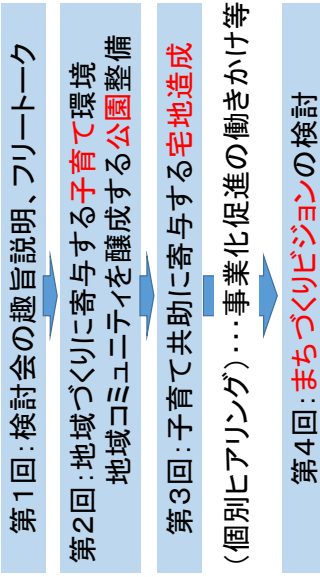 第1回：検討会の趣旨説明、フリートーク
第2回：地域づくりに寄与する子育て環境
地域コミュニティを醸成する公園整備
第3回：子育て共助に寄与する宅地造成
（個別ヒアリング）・・・事業化促進の働きかけ等
第4回：まちづくりビジョンの検討